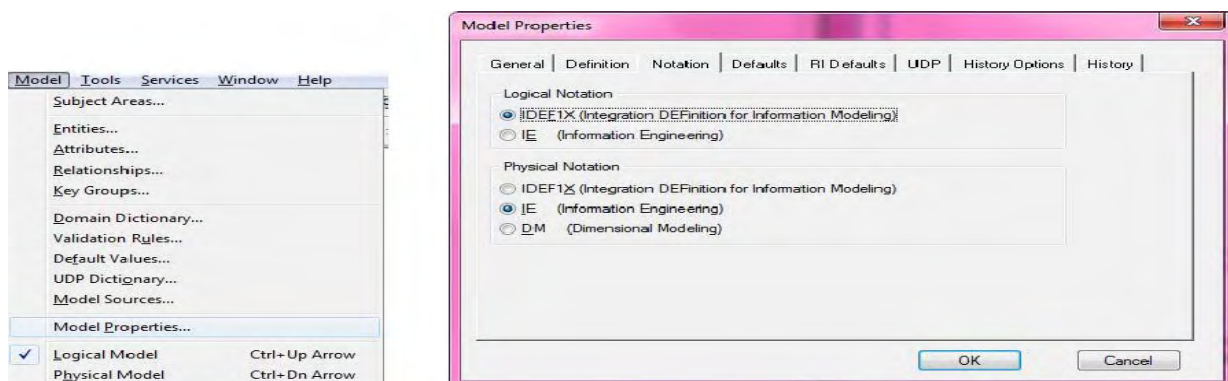 Model Tools Services Window Help
Subject Areas...
Entities...
Attributes...
Relationships...
Key Groups...
Domain Dictionary...
Validation Rules...
Default Values...
UDP Dictionary...
Model Sources...
Model Properties...
Logical Model Ctrl+Up Arrow
Physical Model Ctrl+Dn Arrow
Model Properties
General Definition Notation Defaults RI Defaults UDP History Options History
Logical Notation
IDEF1X (Integration DEFinition for Information Modeling)
IE (Information Engineering)
Physical Notation
IDEF1X (Integration DEFinition for Information Modeling)
IE (Information Engineering)
DM (Dimensional Modeling)
OK Cancel